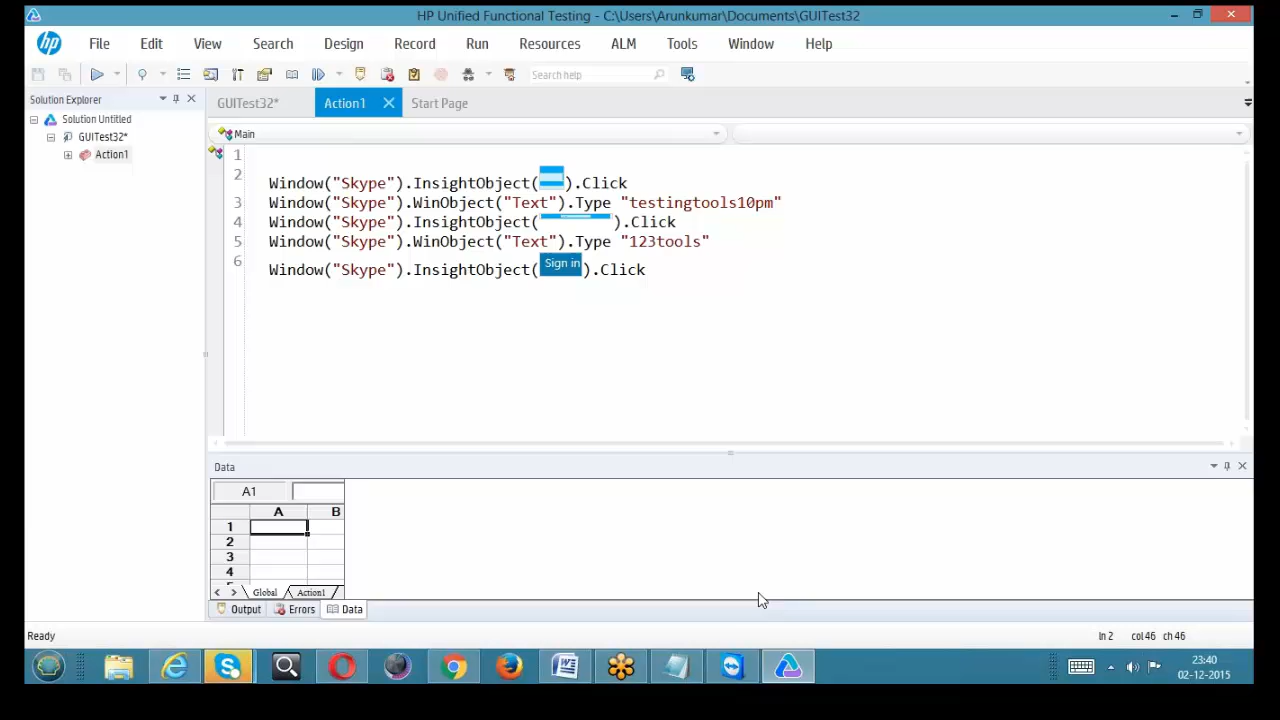 HP Unified Functional Testing - C:\Users\Arunkumar\Documents\GUITest32
hp File Edit View Search Design Record Run Resources ALM Tools Window Help
Search help
Solution Explorer
GUITest32* Action1 Start Page
Solution Untitled
GUITest32*
Action1
Main
1
2 Window("Skype").InsightObject( ).Click
3 Window("Skype").WinObject("Text").Type "testingtools10pm"
4 Window("Skype").InsightObject( ).Click
5 Window("Skype").WinObject("Text").Type "123tools"
6 Window("Skype").InsightObject(Sign in).Click
Data
A1
A B
1
2
3
4
Global Action1
Output Errors Data
Ready ln 2 col 46 ch 46
23:40
02-12-2015